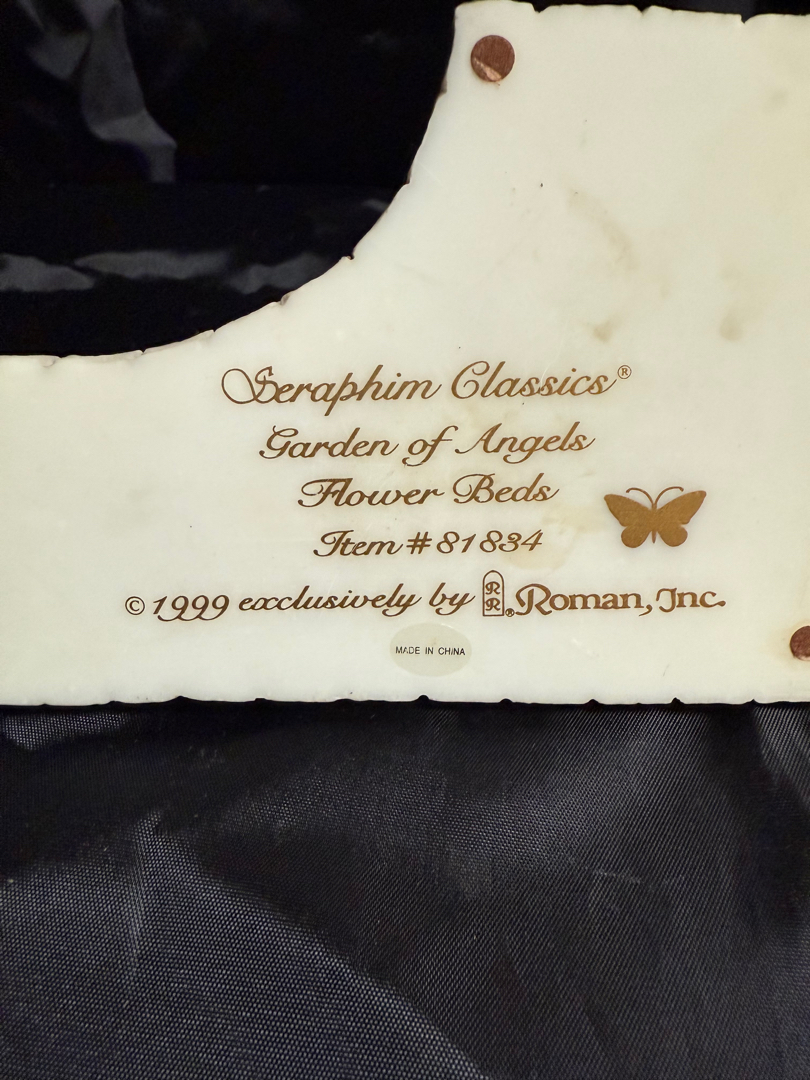 Seraphim Classics®
Garden of Angels
Flower Beds
Item #81834
© 1999 exclusively by RR® Roman, Inc.
MADE IN CHINA